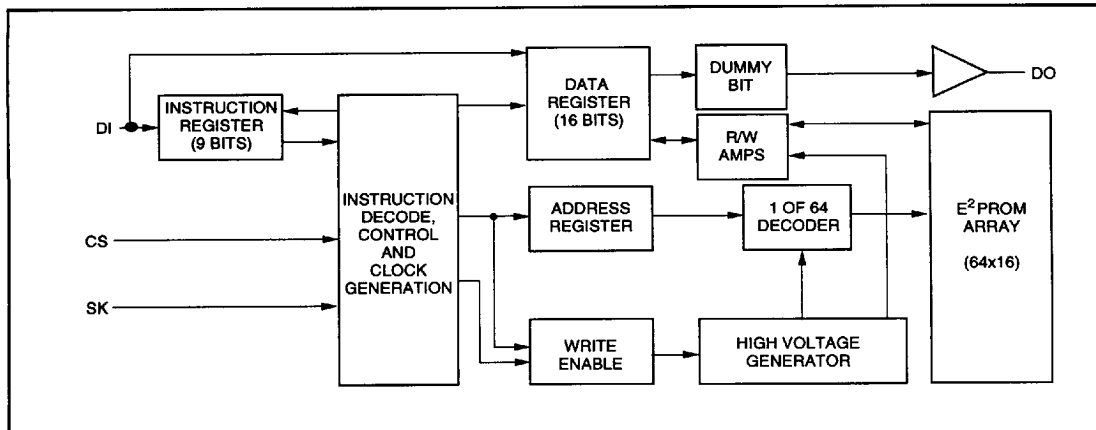 DI
CS
SK
INSTRUCTION
REGISTER
(9 BITS)
INSTRUCTION
DECODE,
CONTROL
AND
CLOCK
GENERATION
DATA
REGISTER
(16 BITS)
DUMMY
BIT
DO
R/W
AMPS
ADDRESS
REGISTER
1 OF 64
DECODER
E²PROM
ARRAY
(64x16)
WRITE
ENABLE
HIGH VOLTAGE
GENERATOR